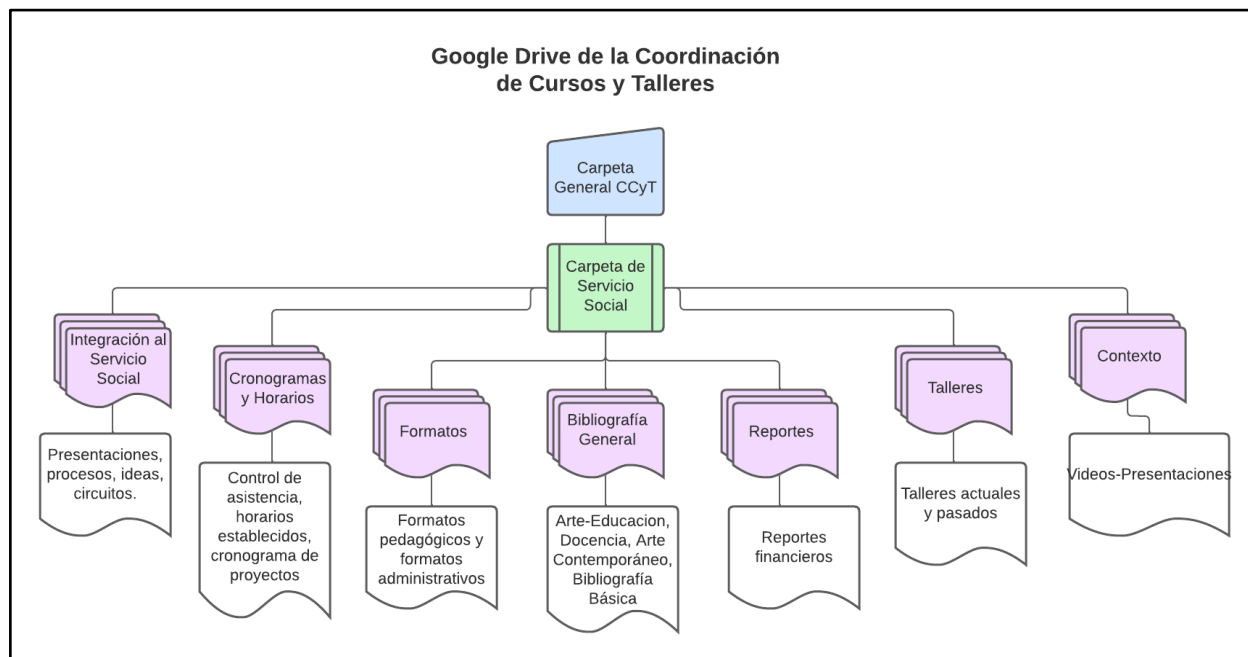 Google Drive de la Coordinación
de Cursos y Talleres
Carpeta
General CCyT
Carpeta de
Servicio
Social
Integración al
Servicio
Social
Presentaciones,
procesos, ideas,
circuitos.
Cronogramas
y Horarios
Control de
asistencia,
horarios
establecidos,
cronograma de
proyectos
Formatos
Formatos
pedagógicos y
formatos
administrativos
Bibliografía
General
Arte-Educacion,
Docencia, Arte
Contemporáneo,
Bibliografía
Básica
Reportes
Reportes
financieros
Talleres
Talleres actuales
y pasados
Contexto
Videos-Presentaciones